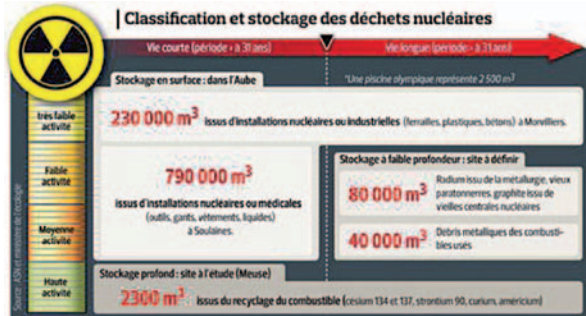 Classification et stockage des déchets nucléaires
Vie courte (période < à 31 ans)
Vie longue (période > à 31 ans)
Stockage en surface : dans l'Aube
*Une piscine olympique représente 2 500 m³
très faible
activité
230 000 m³ issus d'installations nucléaires ou industrielles (ferrailles, plastiques, bétons) à Morvilliers.
Faible
activité
790 000 m³
issus d'installations nucléaires ou médicales
(outils, gants, vêtements, liquides)
à Soulaines.
Stockage à faible profondeur : site à définir
80 000 m³
Radium issu de la métallurgie, vieux
paratonnerres, graphite issu de
vieilles centrales nucléaires
Moyenne
activité
40 000 m³
Débris métalliques des combusti-
bles usés
Stockage profond : site à l'étude (Meuse)
Haute
activité
2300 m³ issus du recyclage du combustible (césium 134 et 137, strontium 90, curium, américium)
Source : ASN et ministère de l'écologie